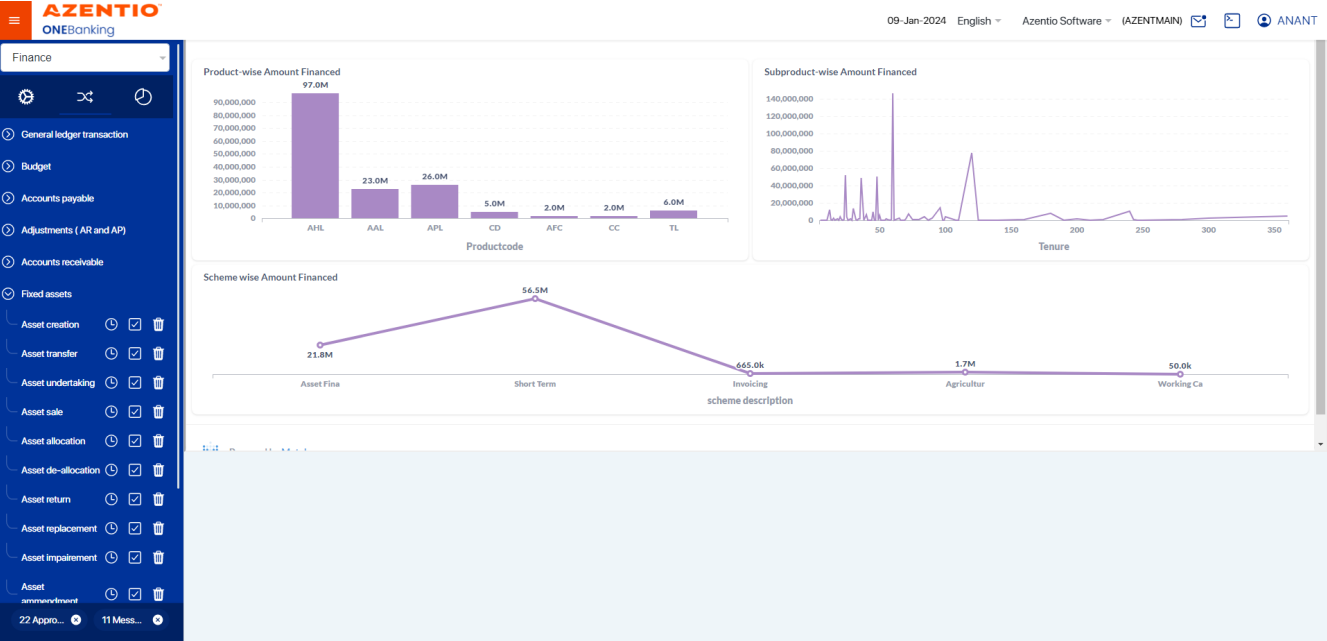 AZENTIO
ONEBanking
09-Jan-2024 English Azentio Software (AZENTMAIN) ANANT
Finance
General ledger transaction
Budget
Accounts payable
Adjustments ( AR and AP)
Accounts receivable
Fixed assets
Asset creation
Asset transfer
Asset undertaking
Asset sale
Asset allocation
Asset de-allocation
Asset return
Asset replacement
Asset impairement
Asset
ammendment
22 Appro... 11 Mess...
Product-wise Amount Financed
97.0M
90,000,000
80,000,000
70,000,000
60,000,000
50,000,000
40,000,000
30,000,000
20,000,000
10,000,000
0
23.0M
26.0M
5.0M
2.0M
2.0M
6.0M
AHL AAL APL CD AFC CC TL
Productcode
Subproduct-wise Amount Financed
140,000,000
120,000,000
100,000,000
80,000,000
60,000,000
40,000,000
20,000,000
0
50 100 150 200 250 300 350
Tenure
Scheme wise Amount Financed
56.5M
21.8M
665.0k
1.7M
50.0k
Asset Fina Short Term Invoicing Agricultur Working Ca
scheme description